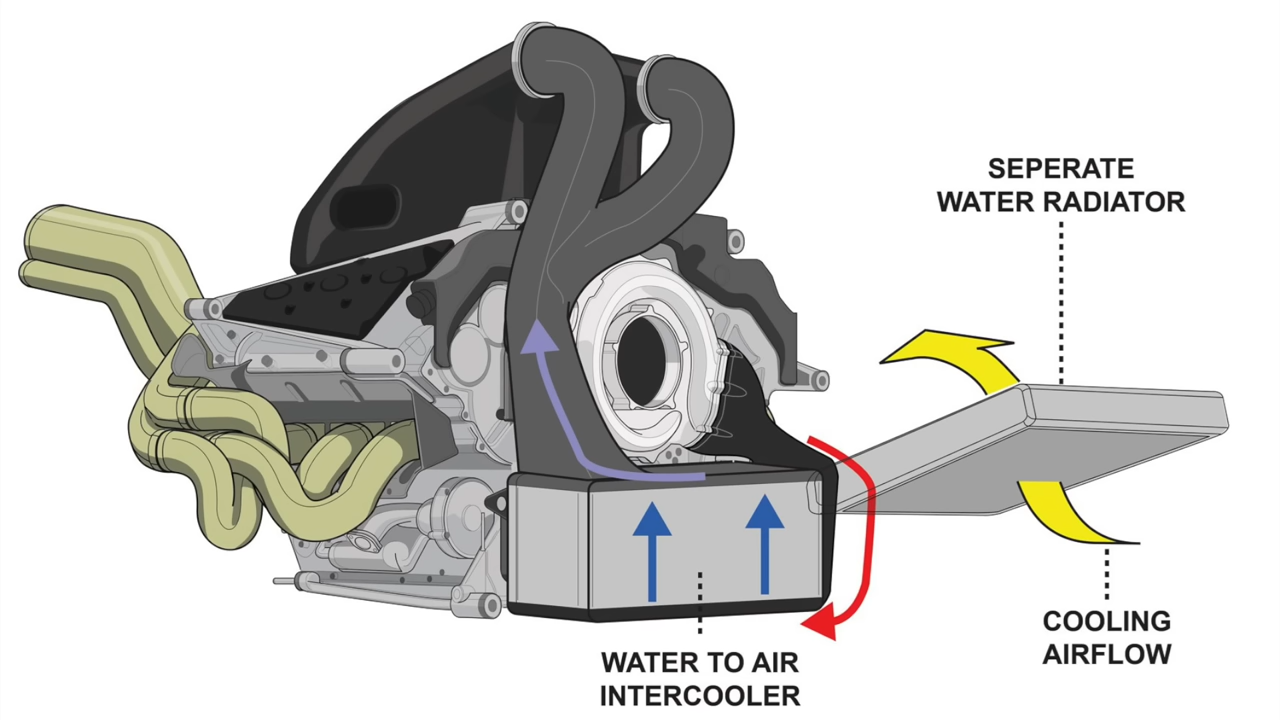 SEPERATE
WATER RADIATOR
COOLING
AIRFLOW
WATER TO AIR
INTERCOOLER